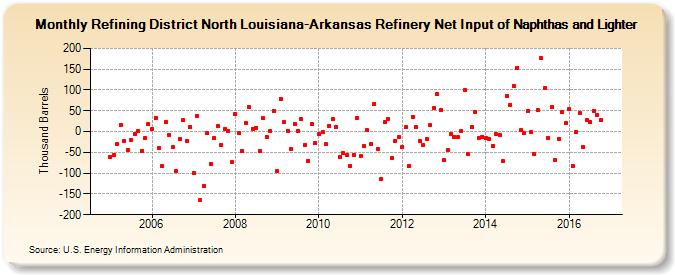 Monthly Refining District North Louisiana-Arkansas Refinery Net Input of Naphthas and Lighter
Thousand Barrels
200
150
100
50
0
-50
-100
-150
-200
2006 2008 2010 2012 2014 2016
Source: U.S. Energy Information Administration